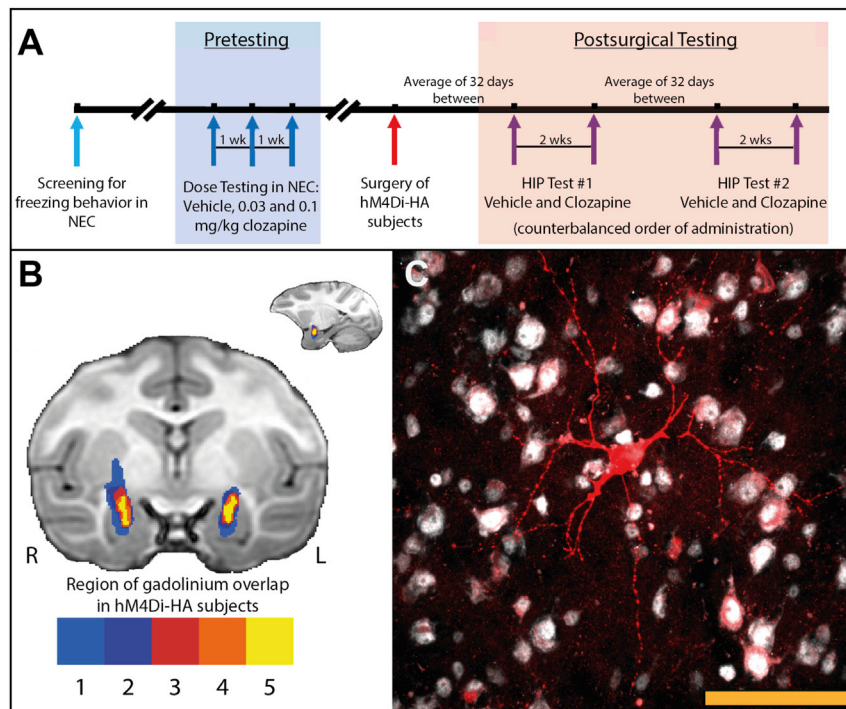 A
Pretesting
Postsurgical Testing
Average of 32 days
between
Average of 32 days
between
1 wk
1 wk
2 wks
2 wks
Screening for
freezing behavior in
NEC
Dose Testing in NEC:
Vehicle, 0.03 and 0.1
mg/kg clozapine
Surgery of
hM4Di-HA
subjects
HIP Test #1
Vehicle and Clozapine
HIP Test #2
Vehicle and Clozapine
(counterbalanced order of administration)
B
R
L
Region of gadolinium overlap
in hM4Di-HA subjects
1 2 3 4 5
C